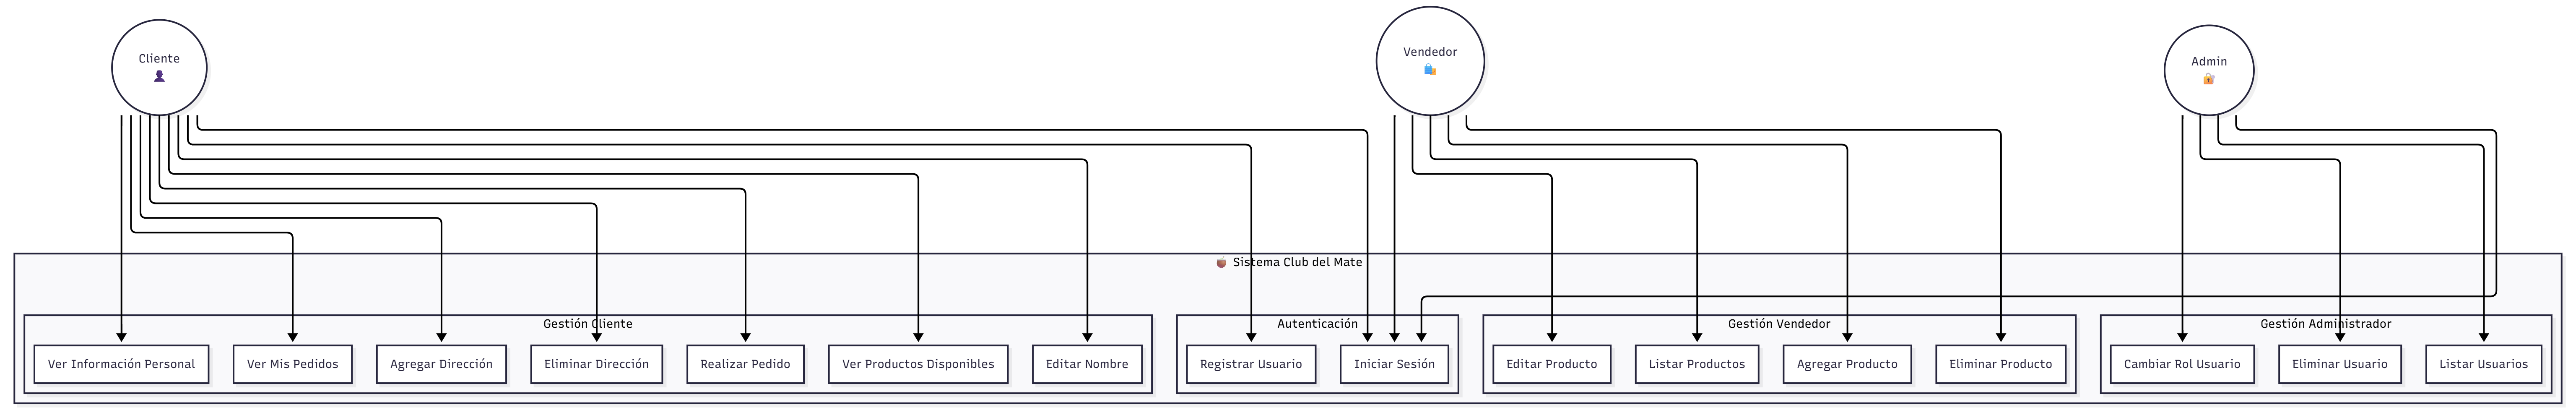 Cliente
Vendedor
Admin
Sistema Club del Mate
Gestión Cliente
Autenticación
Gestión Vendedor
Gestión Administrador
Ver Información Personal
Ver Mis Pedidos
Agregar Dirección
Eliminar Dirección
Realizar Pedido
Ver Productos Disponibles
Editar Nombre
Registrar Usuario
Iniciar Sesión
Editar Producto
Listar Productos
Agregar Producto
Eliminar Producto
Cambiar Rol Usuario
Eliminar Usuario
Listar Usuarios